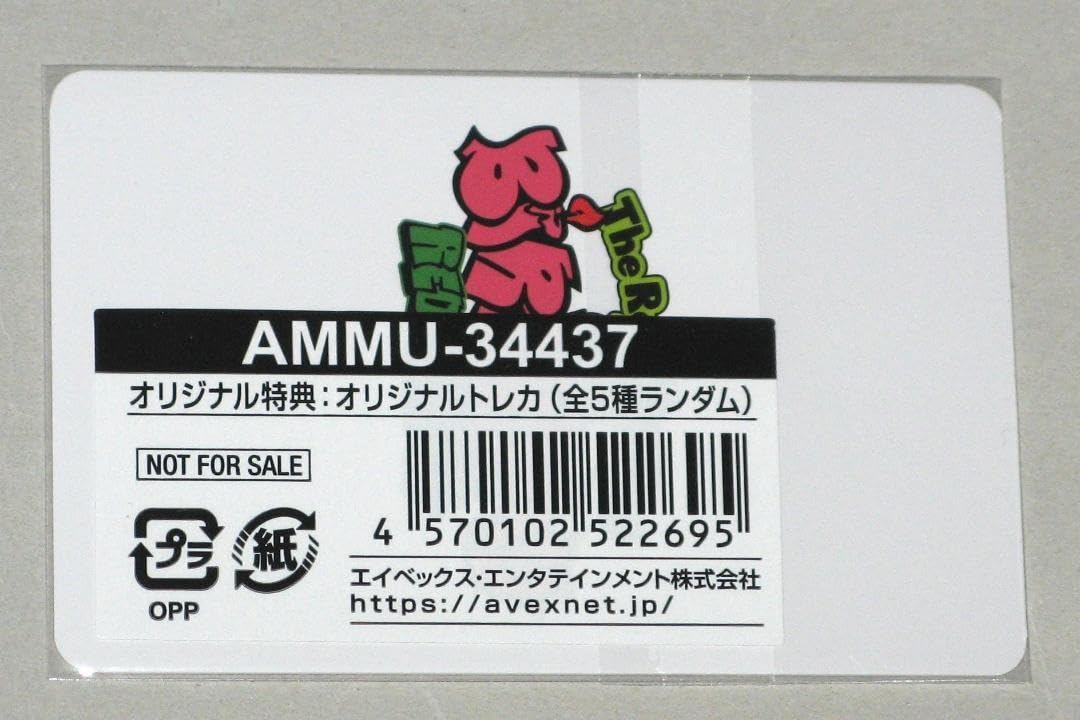 RED
The R
AMMU-34437
オリジナル特典：オリジナルトレカ（全5種ランダム）
NOT FOR SALE
プラ
紙
OPP
4 570102 522695
エイベックス・エンタテインメント株式会社
https://avexnet.jp/